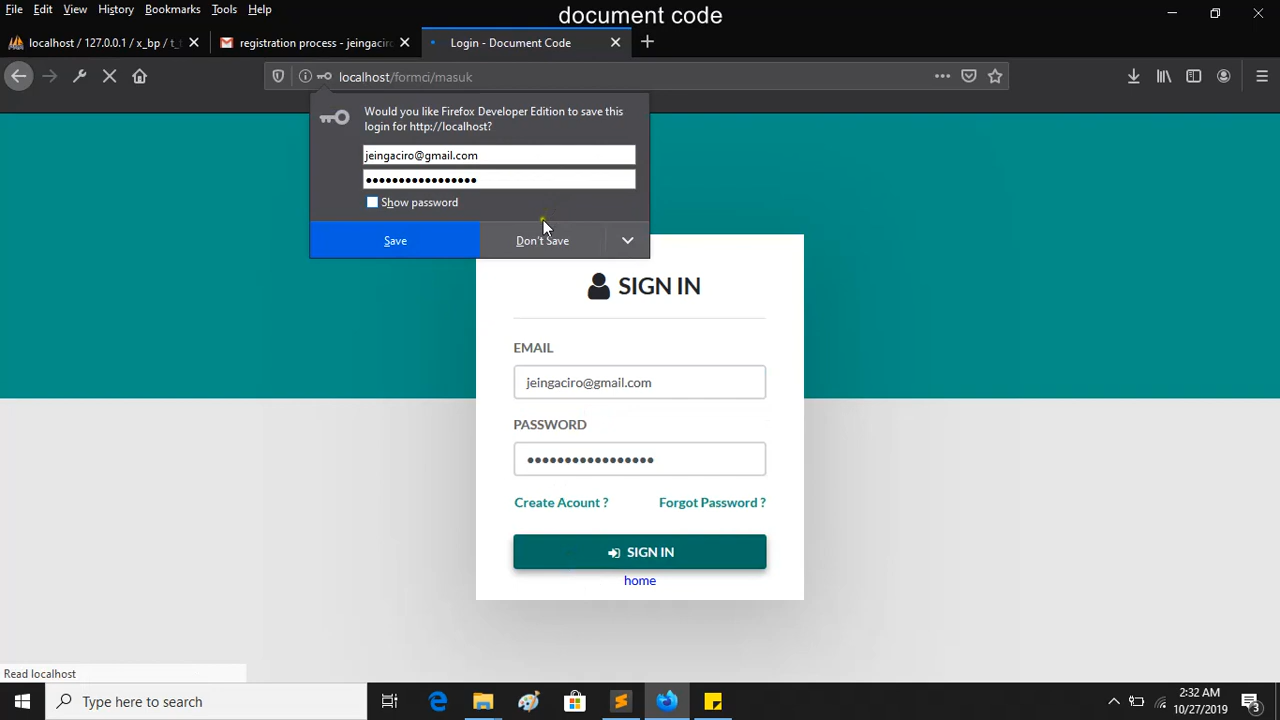 document code
File Edit View History Bookmarks Tools Help
localhost / 127.0.0.1 / x_bp / t_
registration process - jeingaciro
Login - Document Code
localhost/formci/masuk
Would you like Firefox Developer Edition to save this
login for http://localhost?
jeingaciro@gmail.com
•••••••••••••••••
Show password
Save
Don't Save
SIGN IN
EMAIL
jeingaciro@gmail.com
PASSWORD
•••••••••••••••••
Create Acount ? Forgot Password ?
SIGN IN
home
Read localhost
Type here to search
2:32 AM
10/27/2019
3